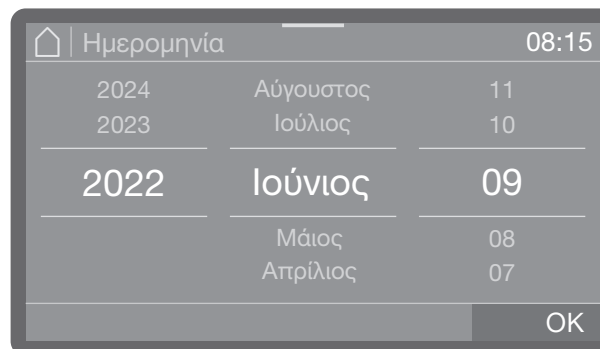 Ημερομηνία 08:15
2024 Αύγουστος 11
2023 Ιούλιος 10
2022 Ιούνιος 09
Μάιος 08
Απρίλιος 07
OK